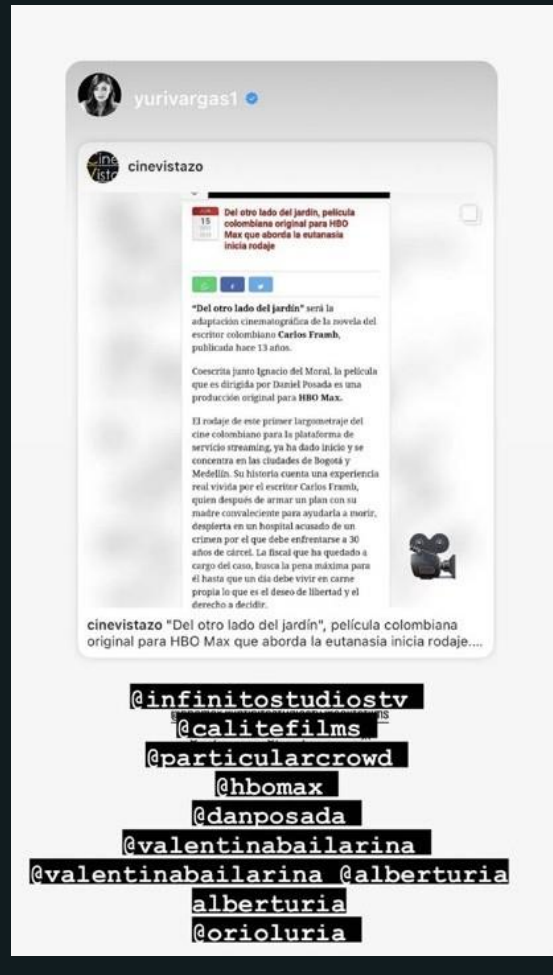 yurivargas1
Cine
Vista
cinevistazo
15
Del otro lado del jardín, película
colombiana original para HBO
Max que aborda la eutanasia
inicia rodaje
"Del otro lado del jardín" será la
adaptación cinematográfica de la novela del
escritor colombiano Carlos Framb,
publicada hace 13 años.
Coescrita junto Ignacio del Moral, la película
que es dirigida por Daniel Posada es una
producción original para HBO Max.
El rodaje de este primer largometraje del
cine colombiano para la plataforma de
servicio streaming, ya ha dado inicio y se
concentra en las ciudades de Bogotá y
Medellín. Su historia cuenta una experiencia
real vivida por el escritor Carlos Framb,
quien después de armar un plan con su
madre convaleciente para ayudarla a morir,
despierta en un hospital acusado de un
crimen por el que debe enfrentarse a 30
años de cárcel. La fiscal que ha quedado a
cargo del caso, busca la pena máxima para
él hasta que un día debe vivir en carne
propia lo que es el deseo de libertad y el
derecho a decidir.
cinevistazo "Del otro lado del jardín", película colombiana
original para HBO Max que aborda la eutanasia inicia rodaje....
@infinitostudiostv
@calitefilms
@particularcrowd
@hbomax
@danposada
@valentinabailarina
@valentinabailarina @alberturia
alberturia
@orioluria